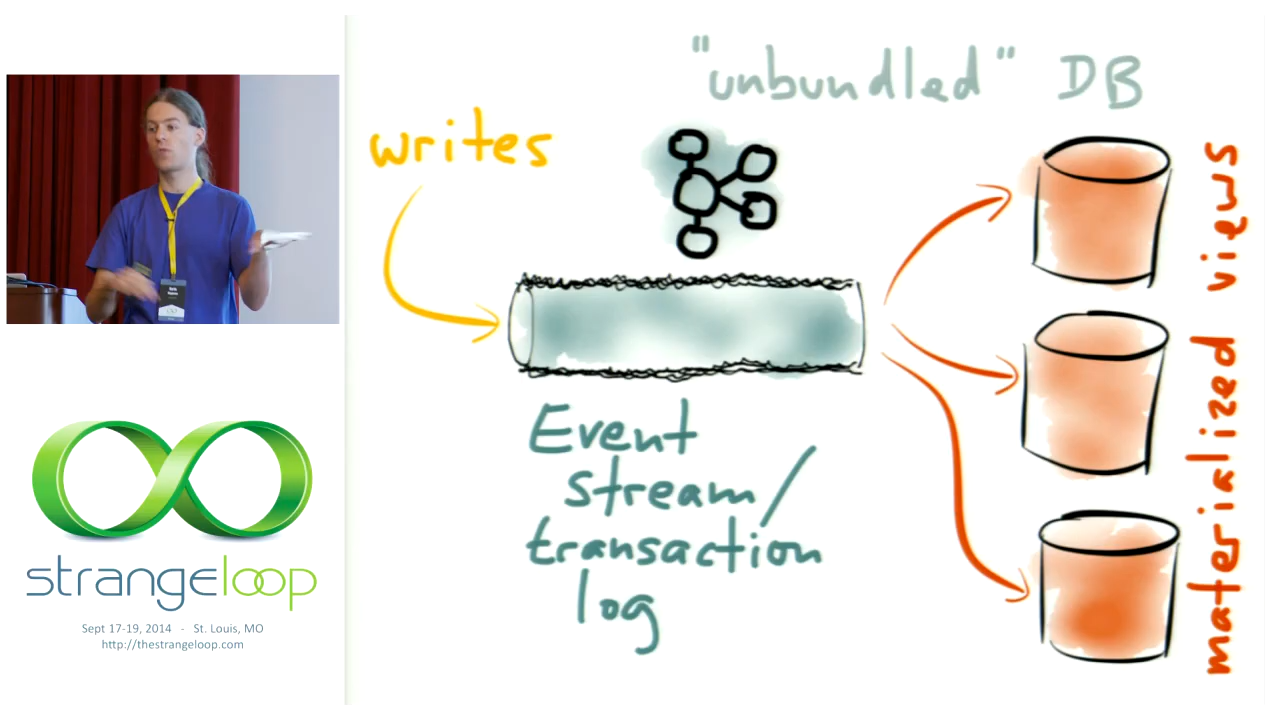 "unbundled" DB
writes
Event
stream/
transaction
log
materialized views
strangeloop
Sept 17-19, 2014 - St. Louis, MO
http://thestrangeloop.com